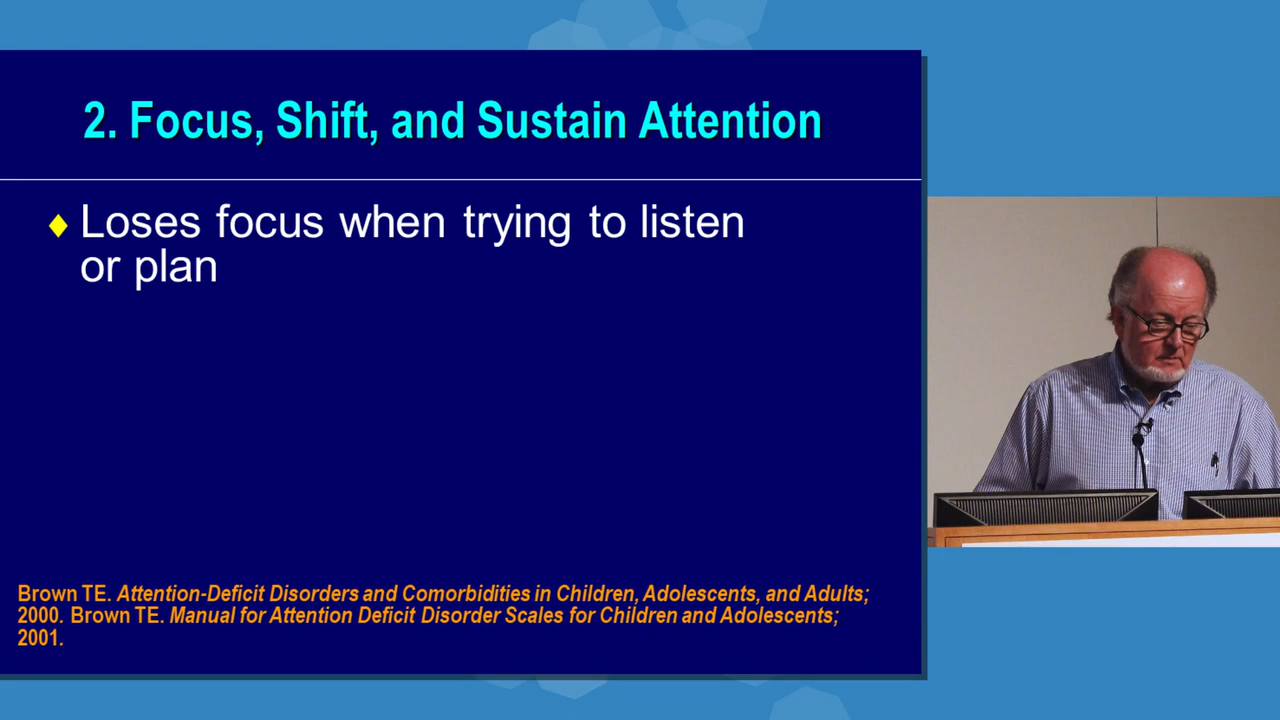 2. Focus, Shift, and Sustain Attention
♦ Loses focus when trying to listen
or plan
Brown TE. Attention-Deficit Disorders and Comorbidities in Children, Adolescents, and Adults;
2000. Brown TE. Manual for Attention Deficit Disorder Scales for Children and Adolescents;
2001.